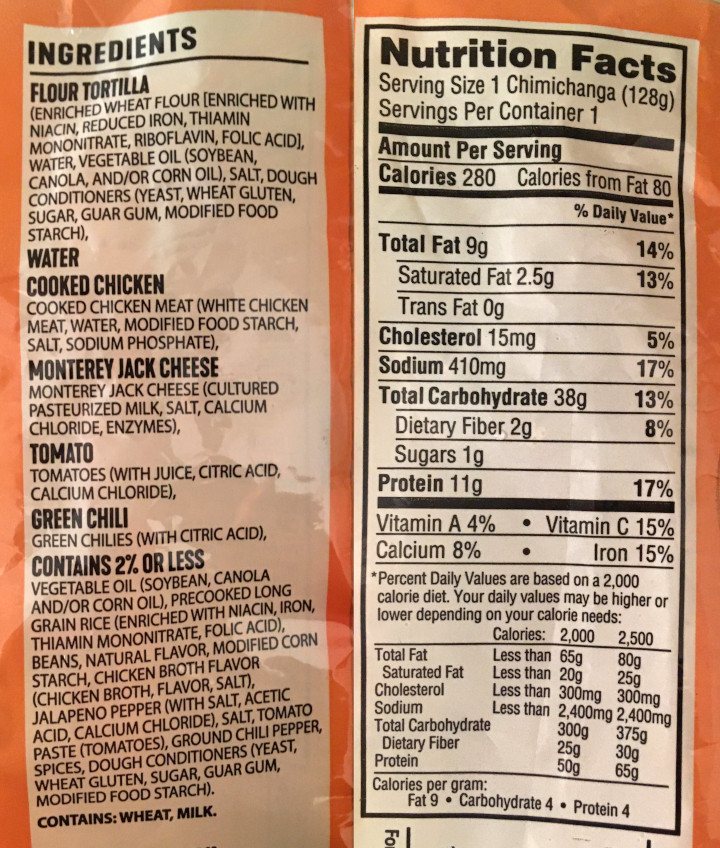 INGREDIENTS
FLOUR TORTILLA
(ENRICHED WHEAT FLOUR [ENRICHED WITH
NIACIN, REDUCED IRON, THIAMIN
MONONITRATE, RIBOFLAVIN, FOLIC ACID],
WATER, VEGETABLE OIL (SOYBEAN,
CANOLA, AND/OR CORN OIL), SALT, DOUGH
CONDITIONERS (YEAST, WHEAT GLUTEN,
SUGAR, GUAR GUM, MODIFIED FOOD
STARCH),
WATER
COOKED CHICKEN
COOKED CHICKEN MEAT (WHITE CHICKEN
MEAT, WATER, MODIFIED FOOD STARCH,
SALT, SODIUM PHOSPHATE),
MONTEREY JACK CHEESE
MONTEREY JACK CHEESE (CULTURED
PASTEURIZED MILK, SALT, CALCIUM
CHLORIDE, ENZYMES),
TOMATO
TOMATOES (WITH JUICE, CITRIC ACID,
CALCIUM CHLORIDE),
GREEN CHILI
GREEN CHILIES (WITH CITRIC ACID),
CONTAINS 2% OR LESS
VEGETABLE OIL (SOYBEAN, CANOLA
AND/OR CORN OIL), PRECOOKED LONG
GRAIN RICE (ENRICHED WITH NIACIN, IRON,
THIAMIN MONONITRATE, FOLIC ACID),
BEANS, NATURAL FLAVOR, MODIFIED CORN
STARCH, CHICKEN BROTH FLAVOR
(CHICKEN BROTH, FLAVOR, SALT),
JALAPENO PEPPER (WITH SALT, ACETIC
ACID, CALCIUM CHLORIDE), SALT, TOMATO
PASTE (TOMATOES), GROUND CHILI PEPPER,
SPICES, DOUGH CONDITIONERS (YEAST,
WHEAT GLUTEN, SUGAR, GUAR GUM,
MODIFIED FOOD STARCH).
CONTAINS: WHEAT, MILK.
Nutrition Facts
Serving Size 1 Chimichanga (128g)
Servings Per Container 1
Amount Per Serving
Calories 280 Calories from Fat 80
% Daily Value*
Total Fat 9g 14%
Saturated Fat 2.5g 13%
Trans Fat 0g
Cholesterol 15mg 5%
Sodium 410mg 17%
Total Carbohydrate 38g 13%
Dietary Fiber 2g 8%
Sugars 1g
Protein 11g 17%
Vitamin A 4% • Vitamin C 15%
Calcium 8% • Iron 15%
*Percent Daily Values are based on a 2,000
calorie diet. Your daily values may be higher or
lower depending on your calorie needs:
Calories: 2,000 2,500
Total Fat Less than 65g 80g
Saturated Fat Less than 20g 25g
Cholesterol Less than 300mg 300mg
Sodium Less than 2,400mg 2,400mg
Total Carbohydrate 300g 375g
Dietary Fiber 25g 30g
Protein 50g 65g
Calories per gram:
Fat 9 • Carbohydrate 4 • Protein 4